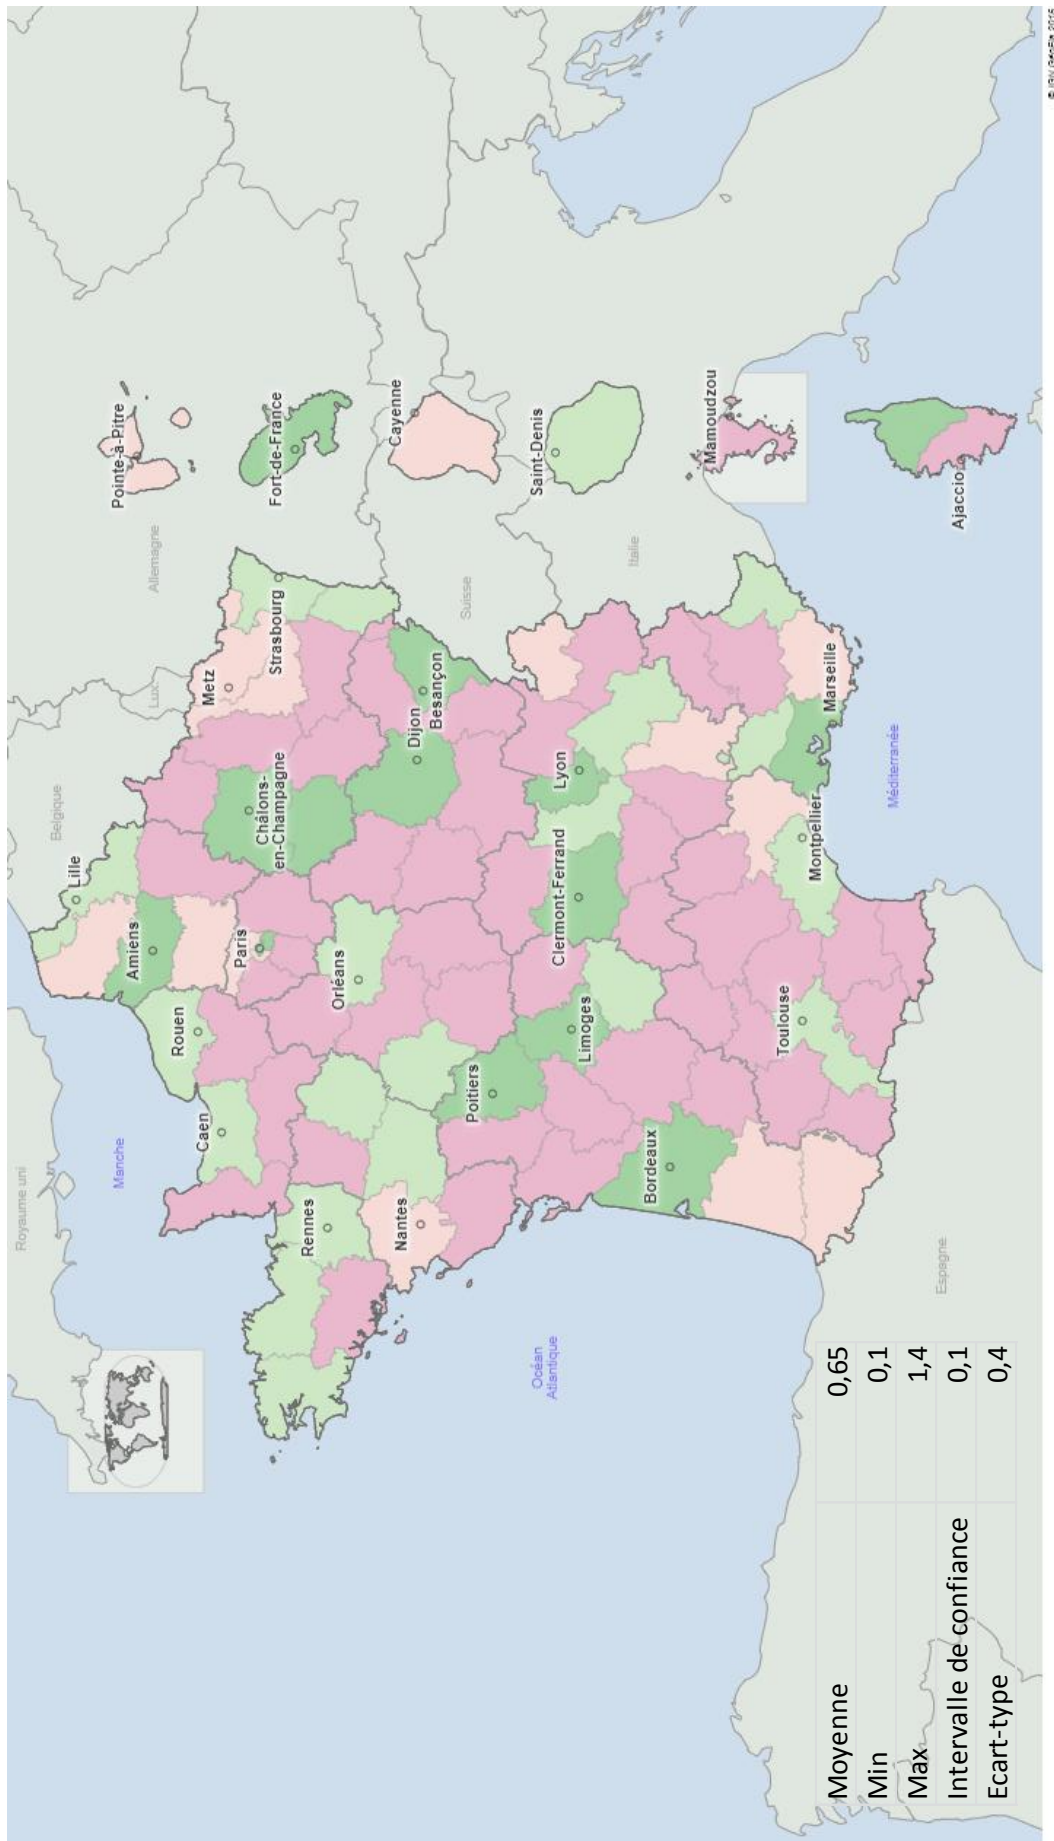 Royaume uni
Manche
Belgique
Lux.
Allemagne
Suisse
Italie
Espagne
Océan
Atlantique
Méditerranée
Lille
Amiens
Rouen
Caen
Paris
Metz
Strasbourg
Châlons-
en-Champagne
Rennes
Nantes
Orléans
Dijon
Besançon
Poitiers
Limoges
Clermont-Ferrand
Lyon
Bordeaux
Toulouse
Montpellier
Marseille
Pointe-à-Pitre
Fort-de-France
Cayenne
Saint-Denis
Mamoudzou
Ajaccio
Moyenne 0,65
Min 0,1
Max 1,4
Intervalle de confiance 0,1
Ecart-type 0,4